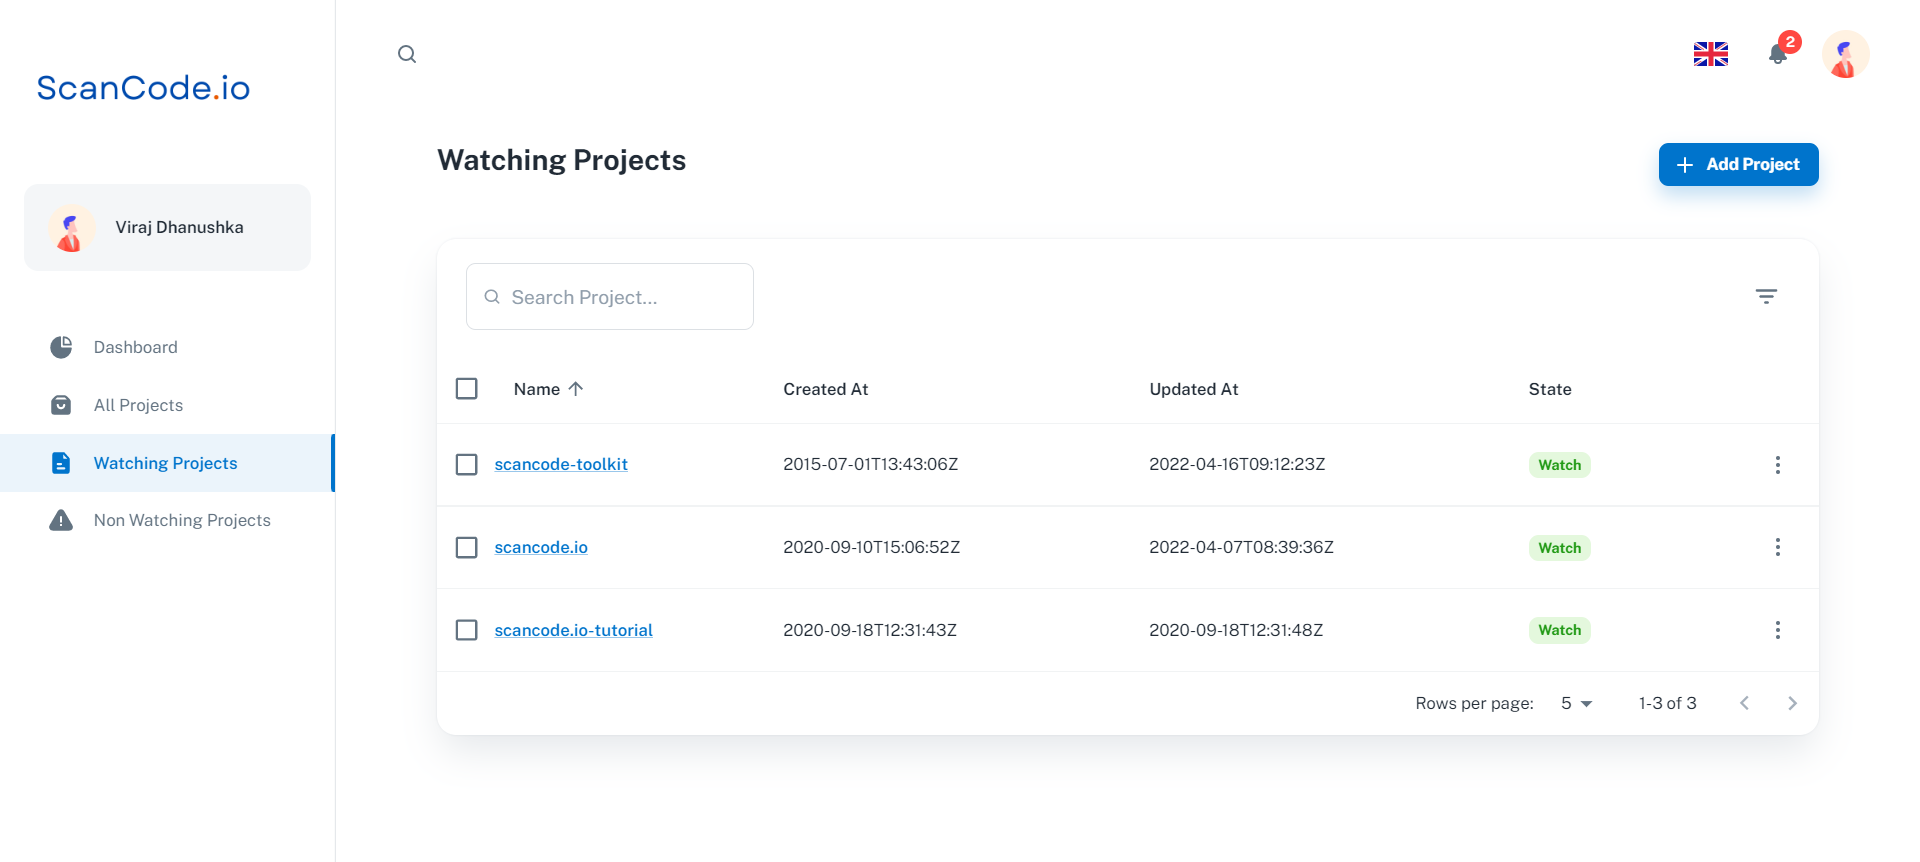 ScanCode.io
2
Watching Projects
Add Project
Viraj Dhanushka
Search Project...
Dashboard
All Projects
Watching Projects
Non Watching Projects
Name Created At Updated At State
scancode-toolkit 2015-07-01T13:43:06Z 2022-04-16T09:12:23Z Watch
scancode.io 2020-09-10T15:06:52Z 2022-04-07T08:39:36Z Watch
scancode.io-tutorial 2020-09-18T12:31:43Z 2020-09-18T12:31:48Z Watch
Rows per page: 5 1-3 of 3